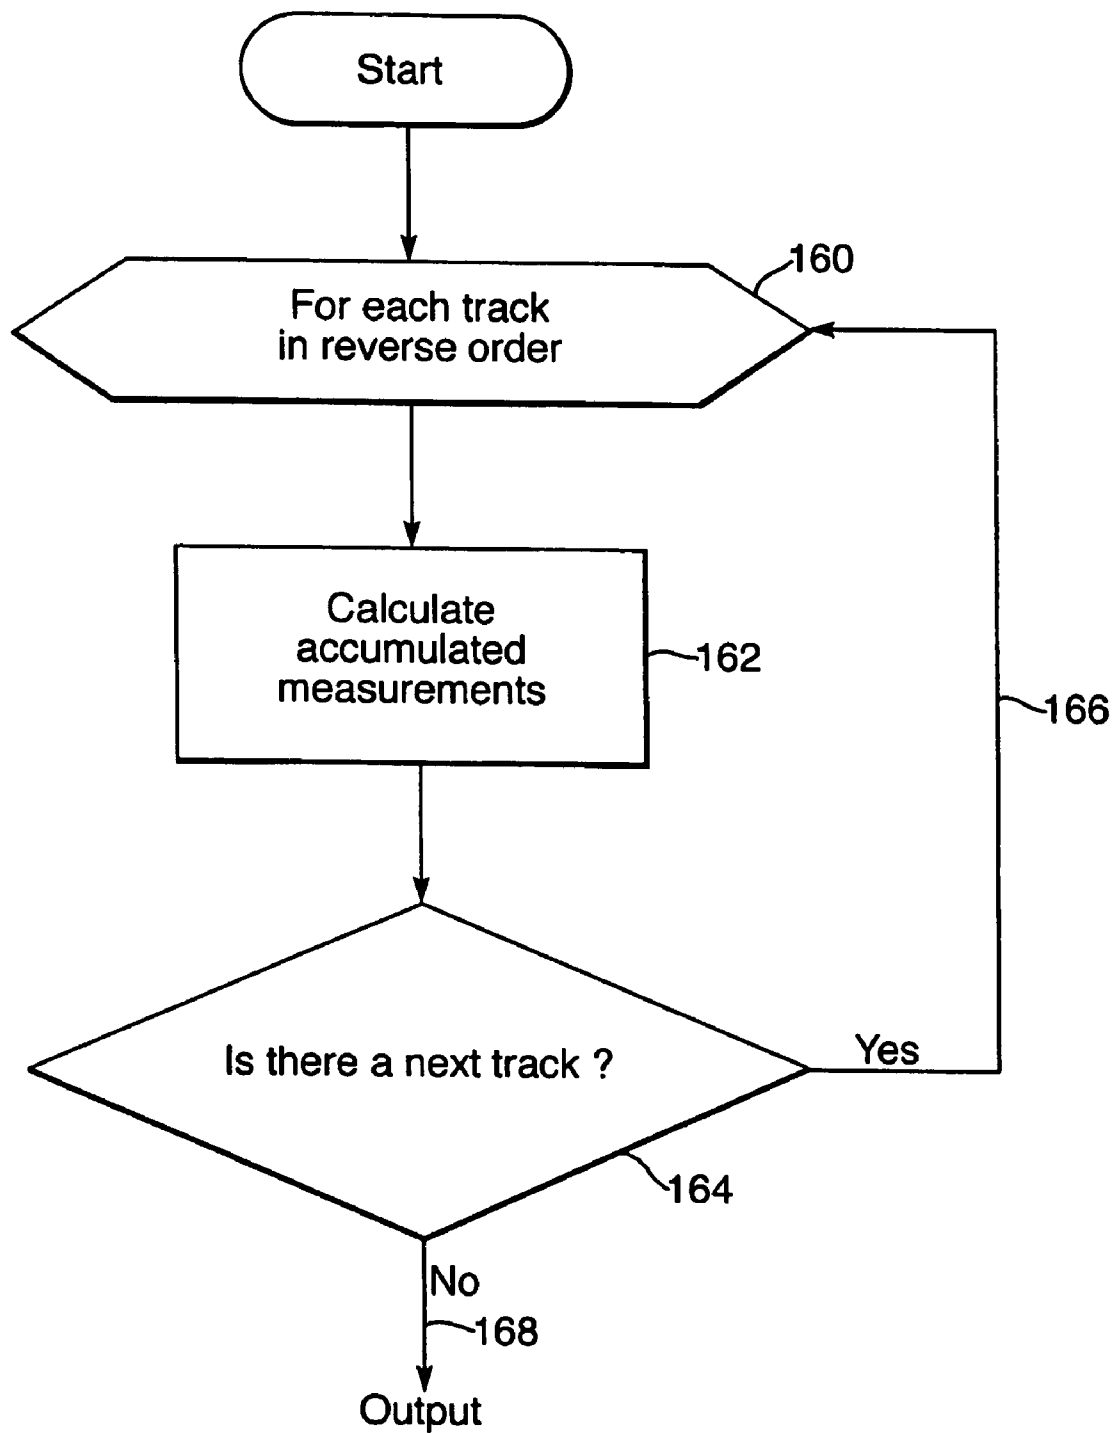 Start
160
For each track
in reverse order
Calculate
accumulated
measurements
162
166
Is there a next track ?
Yes
164
No
168
Output